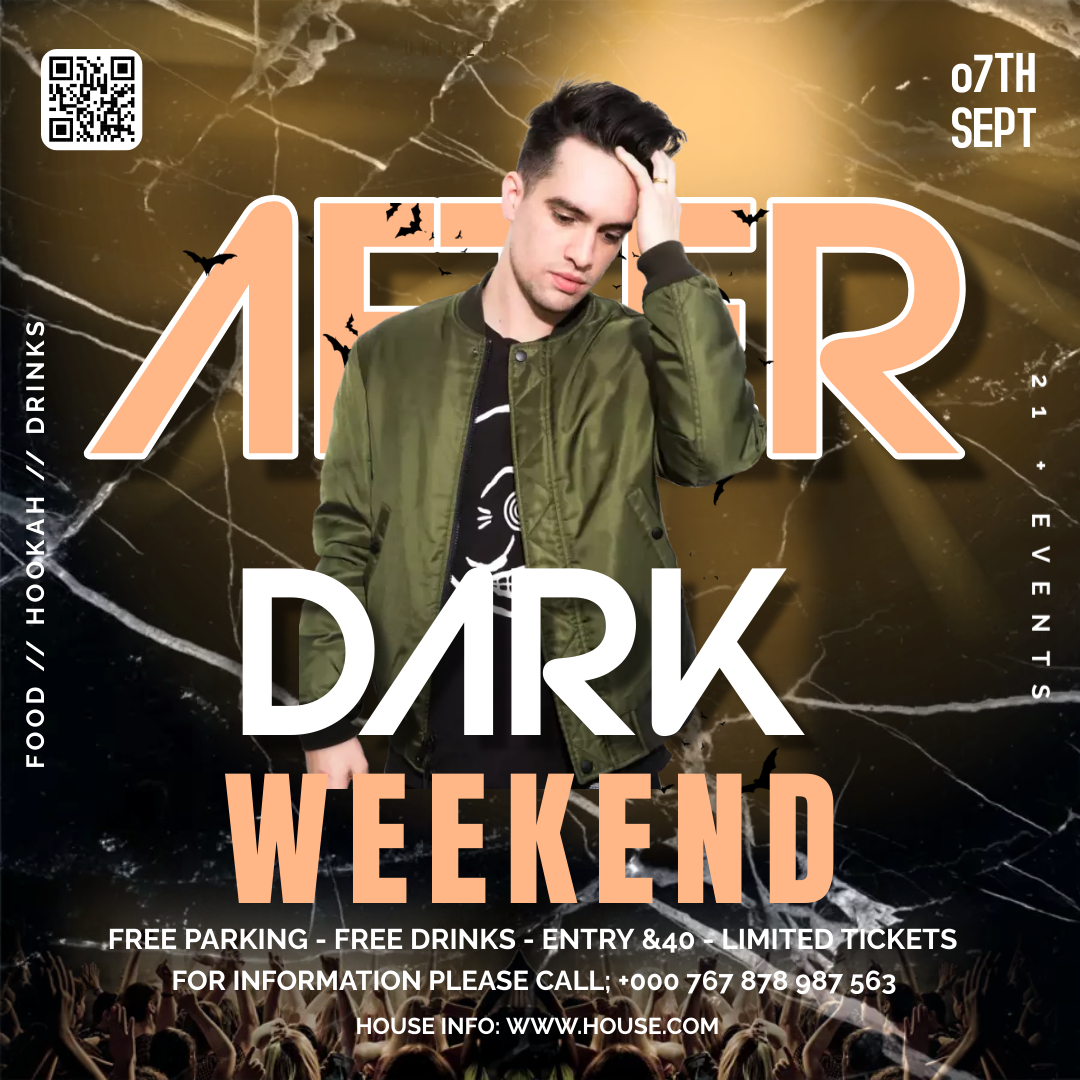 o7TH
SEPT
AFTER
DARK
WEEKEND
FOOD // HOOKAH // DRINKS
21 + EVENTS
FREE PARKING - FREE DRINKS - ENTRY &40 - LIMITED TICKETS
FOR INFORMATION PLEASE CALL; +000 767 878 987 563
HOUSE INFO: WWW.HOUSE.COM